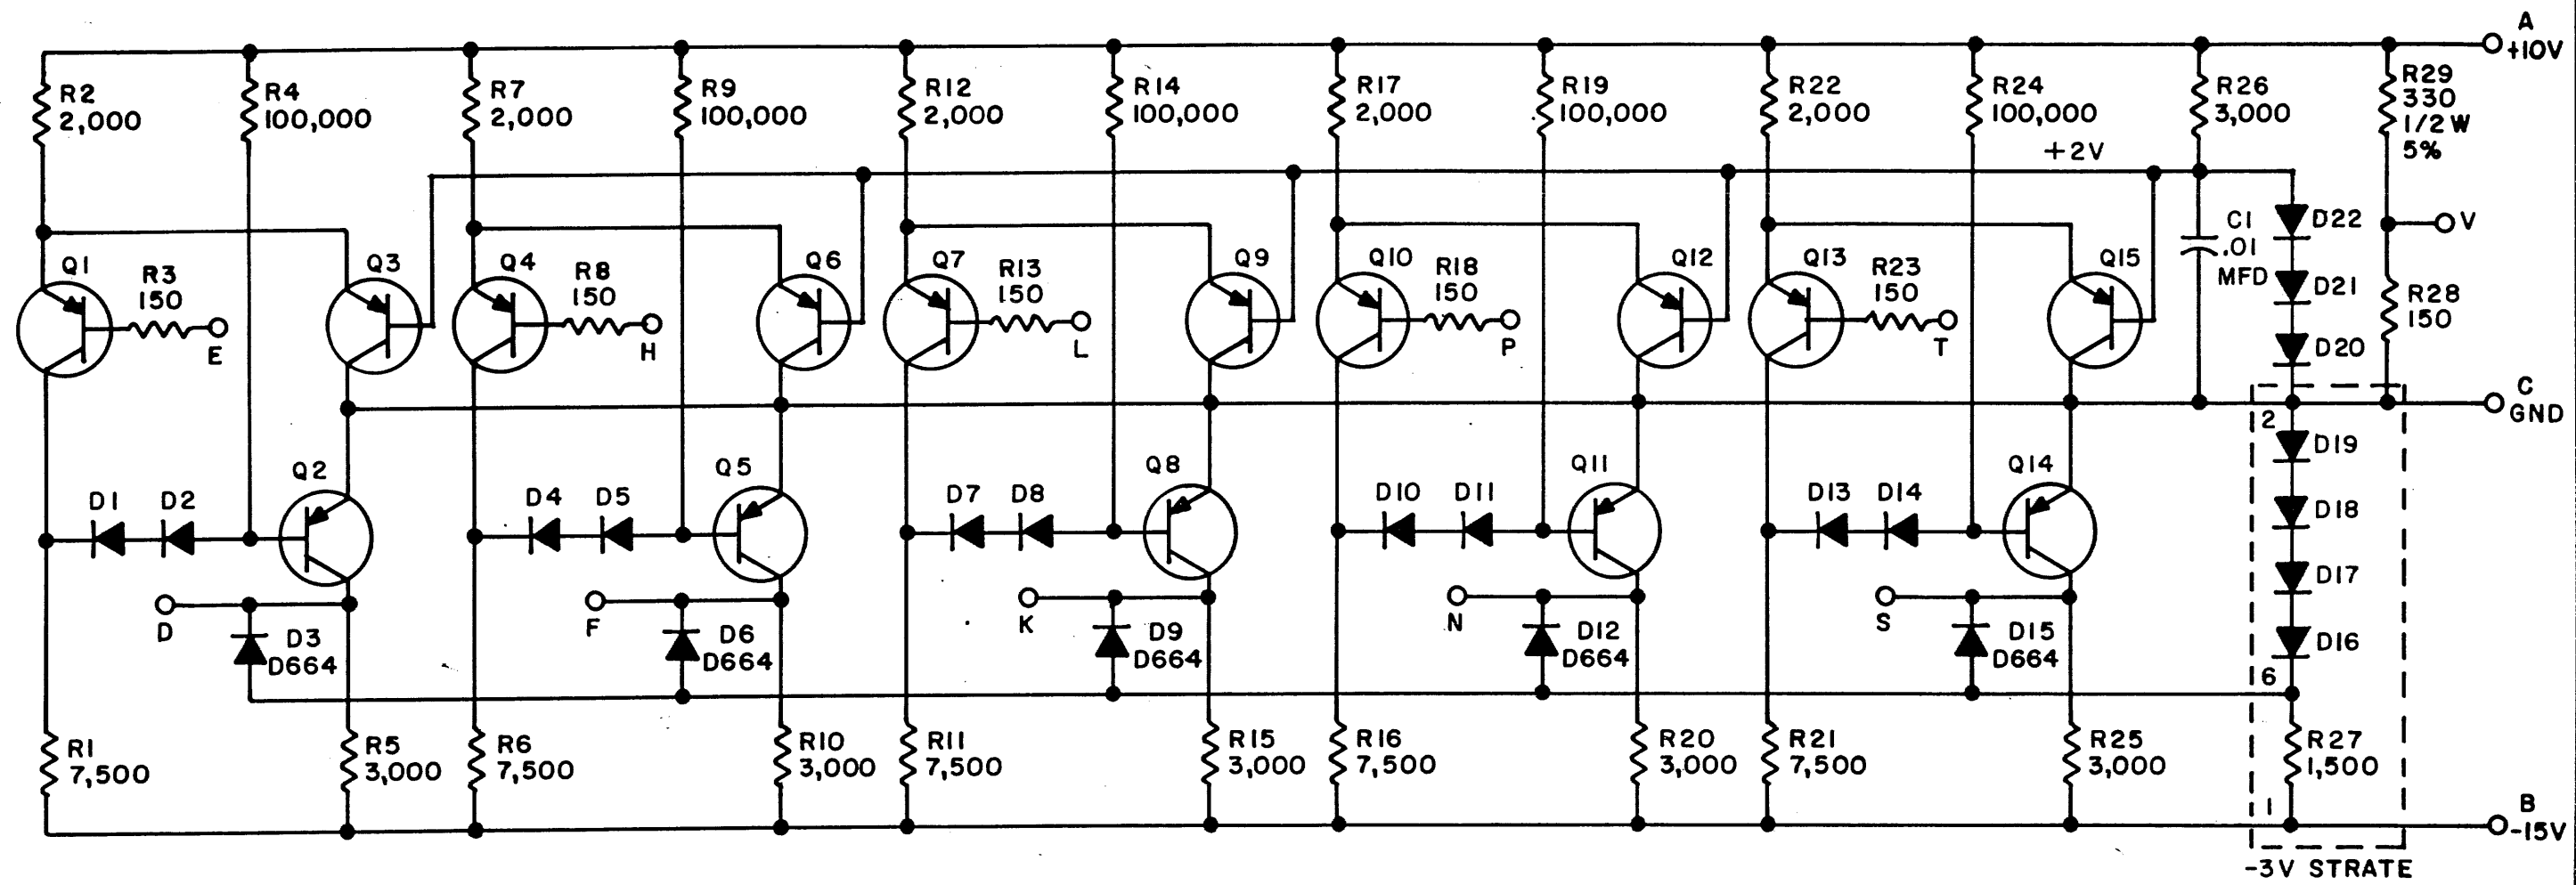 A
+10V
R2
2,000
R4
100,000
R7
2,000
R9
100,000
R12
2,000
R14
100,000
R17
2,000
R19
100,000
R22
2,000
R24
100,000
R26
3,000
R29
330
1/2 W
5%
+2V
Q1
R3
150
E
Q3
Q4
R8
150
H
Q6
Q7
R13
150
L
Q9
Q10
R18
150
P
Q12
Q13
R23
150
T
Q15
C1
.01
MFD
D22
D21
D20
V
R28
150
C
GND
D1
D2
Q2
D4
D5
Q5
D7
D8
Q8
D10
D11
Q11
D13
D14
Q14
2
D19
D18
D17
D16
6
D
D3
D664
F
D6
D664
K
D9
D664
N
D12
D664
S
D15
D664
R1
7,500
R5
3,000
R6
7,500
R10
3,000
R11
7,500
R15
3,000
R16
7,500
R20
3,000
R21
7,500
R25
3,000
R27
1,500
1
B
-15V
-3V STRATE